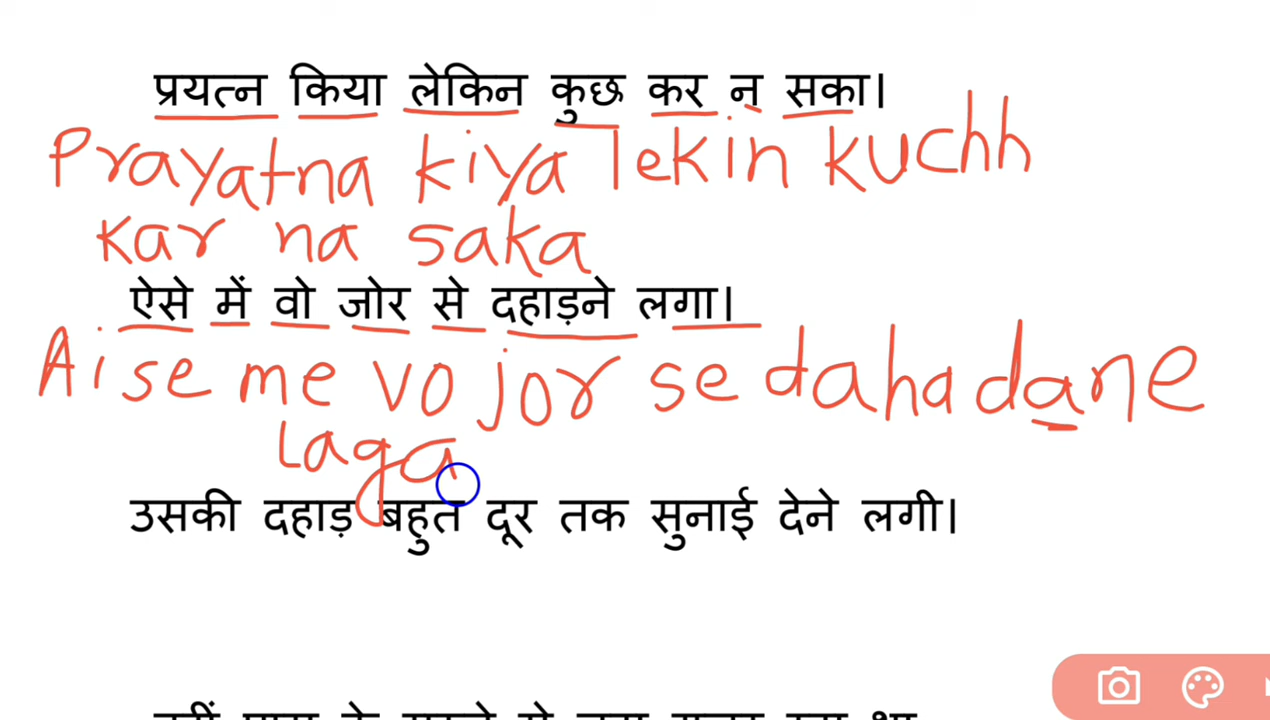 प्रयत्न किया लेकिन कुछ कर न सका।
Prayatna kiya lekin kuchh
kar na saka
ऐसे में वो जोर से दहाड़ने लगा।
Aise me vo jor se dahadane
laga
उसकी दहाड़ बहुत दूर तक सुनाई देने लगी।